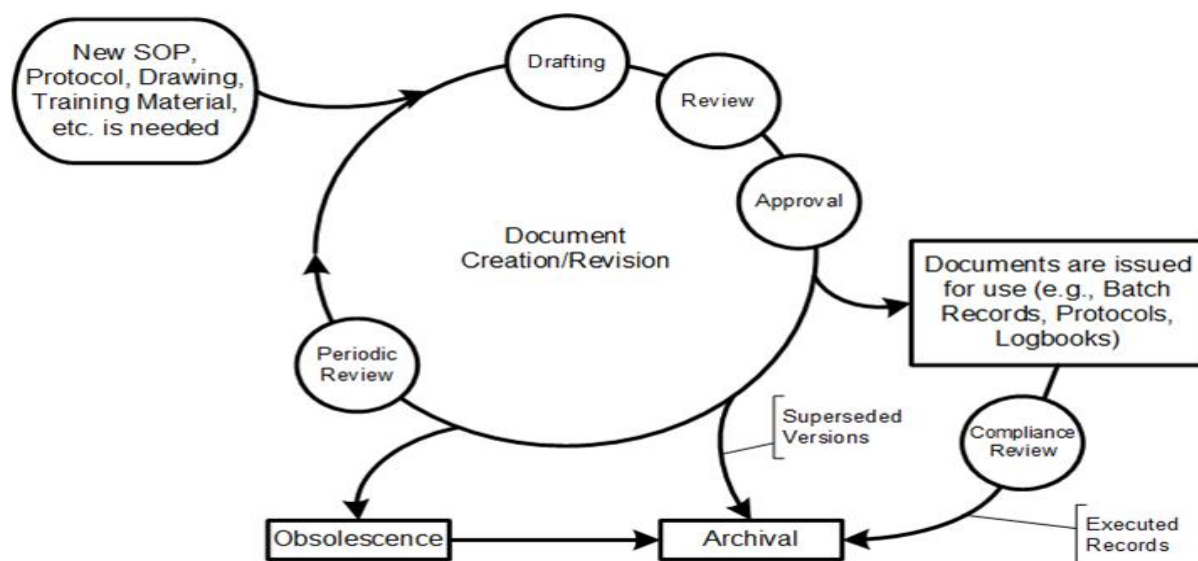 New SOP,
Protocol, Drawing,
Training Material,
etc. is needed
Drafting
Review
Approval
Document
Creation/Revision
Documents are issued
for use (e.g., Batch
Records, Protocols,
Logbooks)
Periodic
Review
Superseded
Versions
Compliance
Review
Obsolescence
Archival
Executed
Records